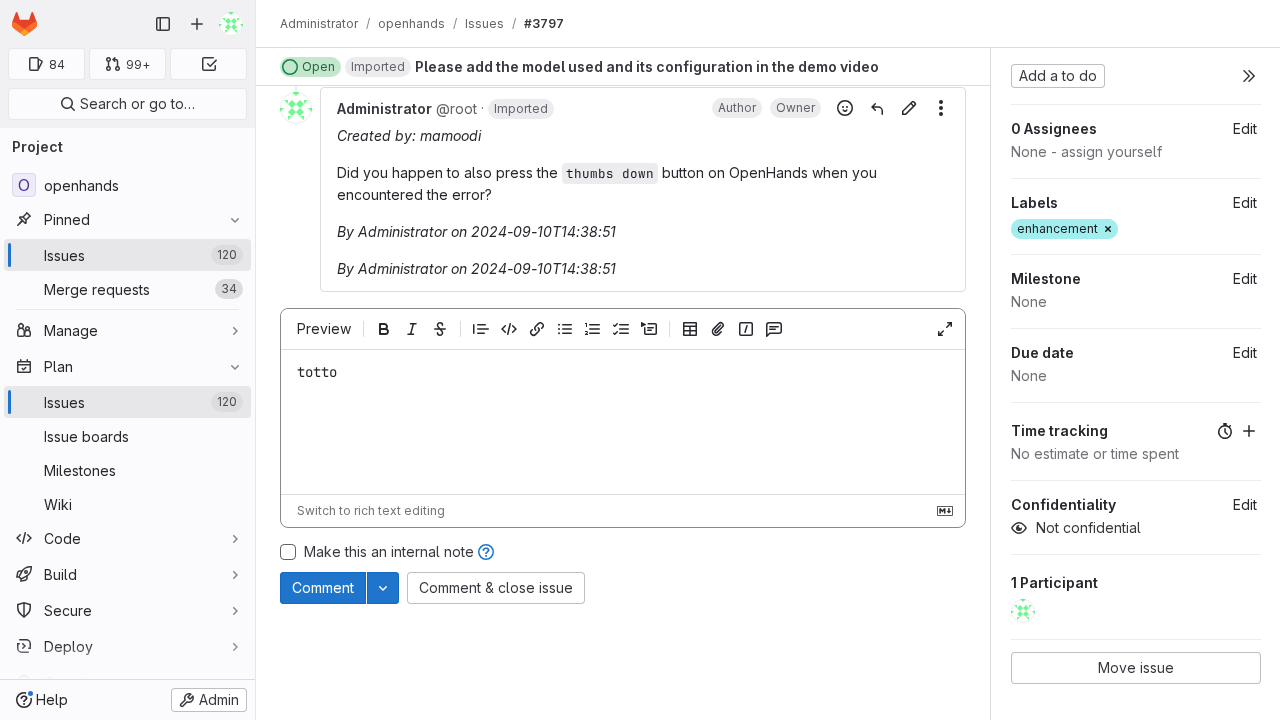 Administrator / openhands / Issues / #3797
84
99+
Search or go to…
Project
O openhands
Pinned
Issues 120
Merge requests 34
Manage
Plan
Issues 120
Issue boards
Milestones
Wiki
Code
Build
Secure
Deploy
Help
Admin
Open Imported Please add the model used and its configuration in the demo video
Administrator @root · Imported Author Owner
Created by: mamoodi
Did you happen to also press the thumbs down button on OpenHands when you
encountered the error?
By Administrator on 2024-09-10T14:38:51
By Administrator on 2024-09-10T14:38:51
Preview
totto
Switch to rich text editing
Make this an internal note
Comment
Comment & close issue
Add a to do
0 Assignees Edit
None - assign yourself
Labels Edit
enhancement ×
Milestone Edit
None
Due date Edit
None
Time tracking
No estimate or time spent
Confidentiality Edit
Not confidential
1 Participant
Move issue